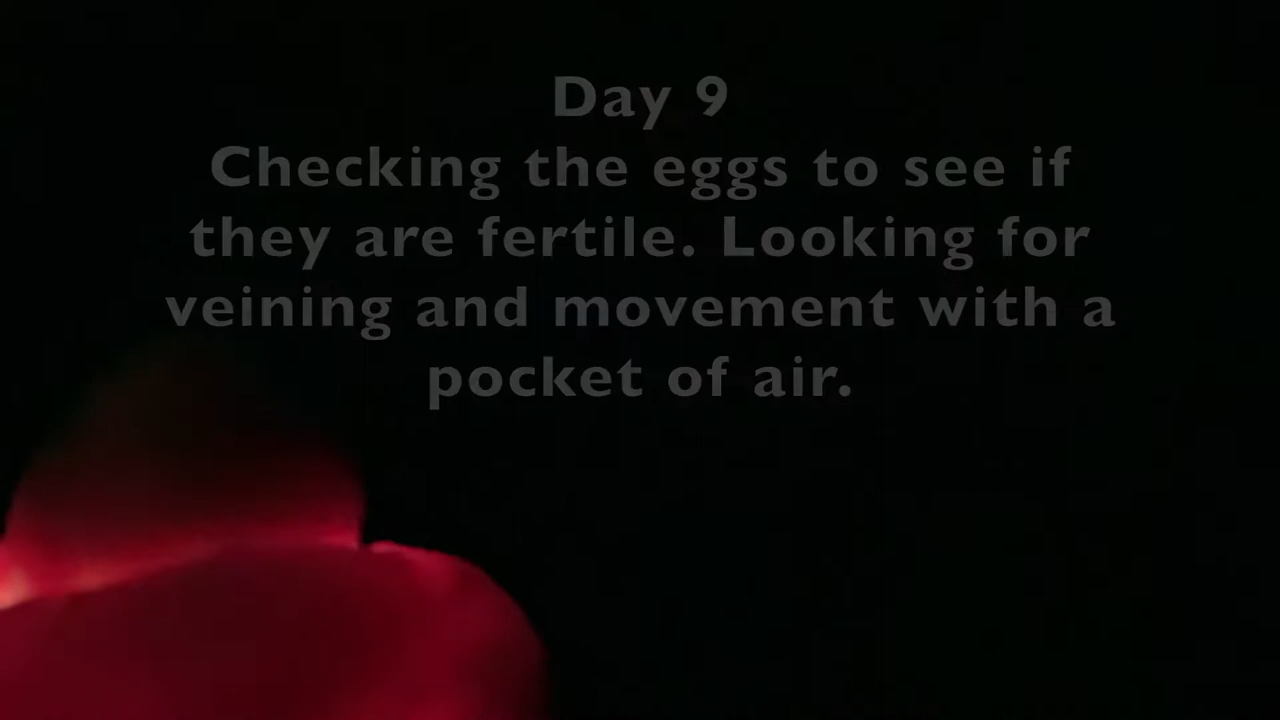 Day 9
Checking the eggs to see if
they are fertile. Looking for
veining and movement with a
pocket of air.